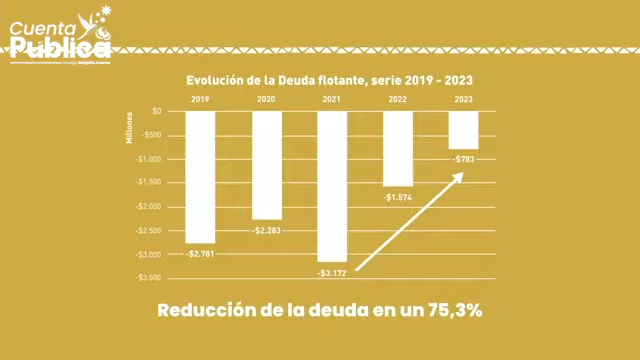 Cuenta
Pública
Evolución de la Deuda flotante, serie 2019 - 2023
2019 2020 2021 2022 2023
Millones
$0
-$500
-$1.000
-$1.500
-$2.000
-$2.500
-$3.000
-$3.500
-$2.781
-$2.283
-$3.172
-$1.574
-$783
Reducción de la deuda en un 75,3%